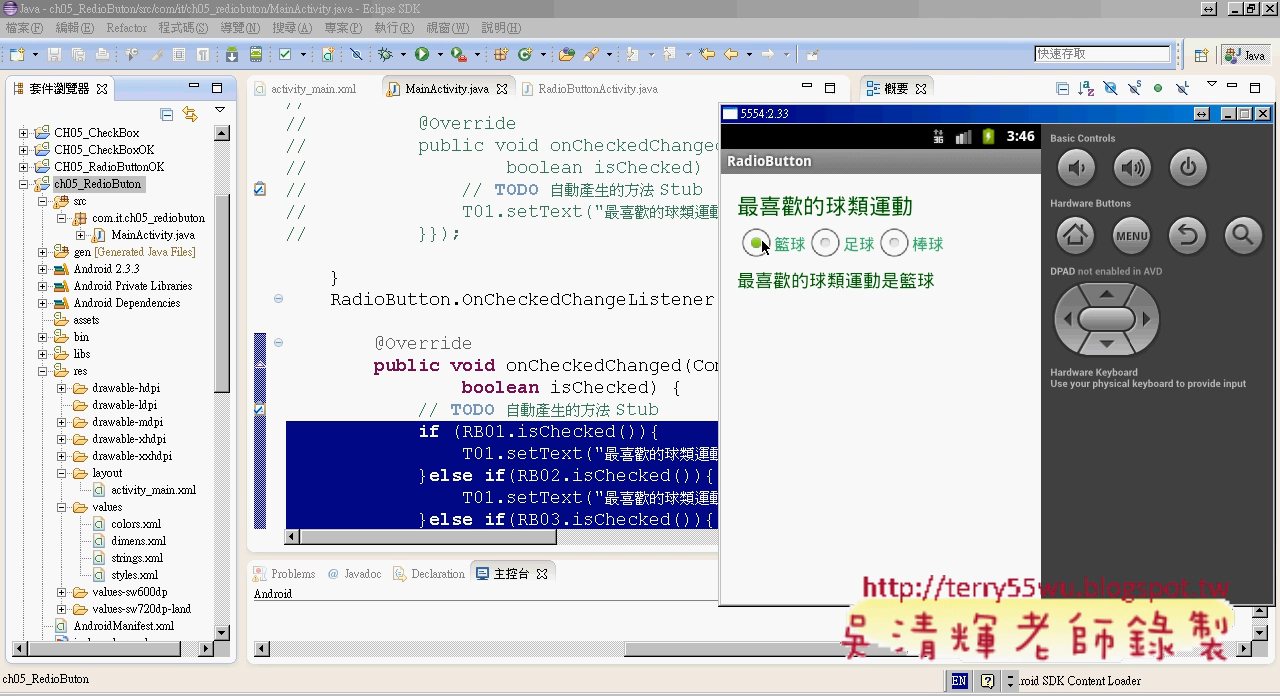 Java - ch05_RedioButon/src/com/it/ch05_rediobuton/MainActivity.java - Eclipse SDK
檔案(F) 編輯(E) Refactor 程式碼(S) 導覽(N) 搜尋(A) 專案(P) 執行(R) 視窗(W) 說明(H)
快速存取
Java
套件瀏覽器
CH05_CheckBox
CH05_CheckBoxOK
CH05_RadioButtonOK
ch05_RedioButon
src
com.it.ch05_rediobuton
MainActivity.java
gen [Generated Java Files]
Android 2.3.3
Android Private Libraries
Android Dependencies
assets
bin
libs
res
drawable-hdpi
drawable-ldpi
drawable-mdpi
drawable-xhdpi
drawable-xxhdpi
layout
activity_main.xml
values
colors.xml
dimens.xml
strings.xml
styles.xml
values-sw600dp
values-sw720dp-land
AndroidManifest.xml
activity_main.xml
MainActivity.java
RadioButtonActivity.java
//
// @Override
// public void onCheckedChanged
// boolean isChecked)
// // TODO 自動產生的方法 Stub
// T01.setText("最喜歡的球類運動
// }});
}
RadioButton.OnCheckedChangeListener
@Override
public void onCheckedChanged(Con
boolean isChecked) {
// TODO 自動產生的方法 Stub
if (RB01.isChecked()){
T01.setText("最喜歡的球類運動
}else if(RB02.isChecked()){
T01.setText("最喜歡的球類運動
}else if(RB03.isChecked()){
Problems
@ Javadoc
Declaration
主控台
Android
概要
5554:2.33
3G
3:46
RadioButton
最喜歡的球類運動
籃球 足球 棒球
最喜歡的球類運動是籃球
Basic Controls
Hardware Buttons
MENU
DPAD not enabled in AVD
Hardware Keyboard
Use your physical keyboard to provide input
http://terry55wu.blogspot.tw
吳清輝老師錄製
ch05_RedioButon
EN
roid SDK Content Loader